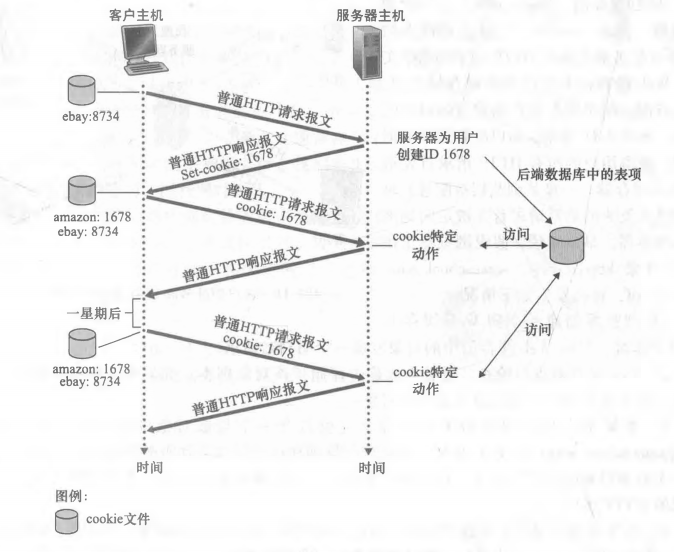 客户主机
服务器主机
ebay:8734
普通HTTP请求报文
服务器为用户
创建ID 1678
普通HTTP响应报文
Set-cookie: 1678
后端数据库中的表项
amazon: 1678
ebay: 8734
普通HTTP请求报文
cookie: 1678
cookie特定
动作
访问
普通HTTP响应报文
一星期后
访问
普通HTTP请求报文
cookie: 1678
amazon: 1678
ebay: 8734
cookie特定
动作
普通HTTP响应报文
时间
时间
图例:
cookie文件